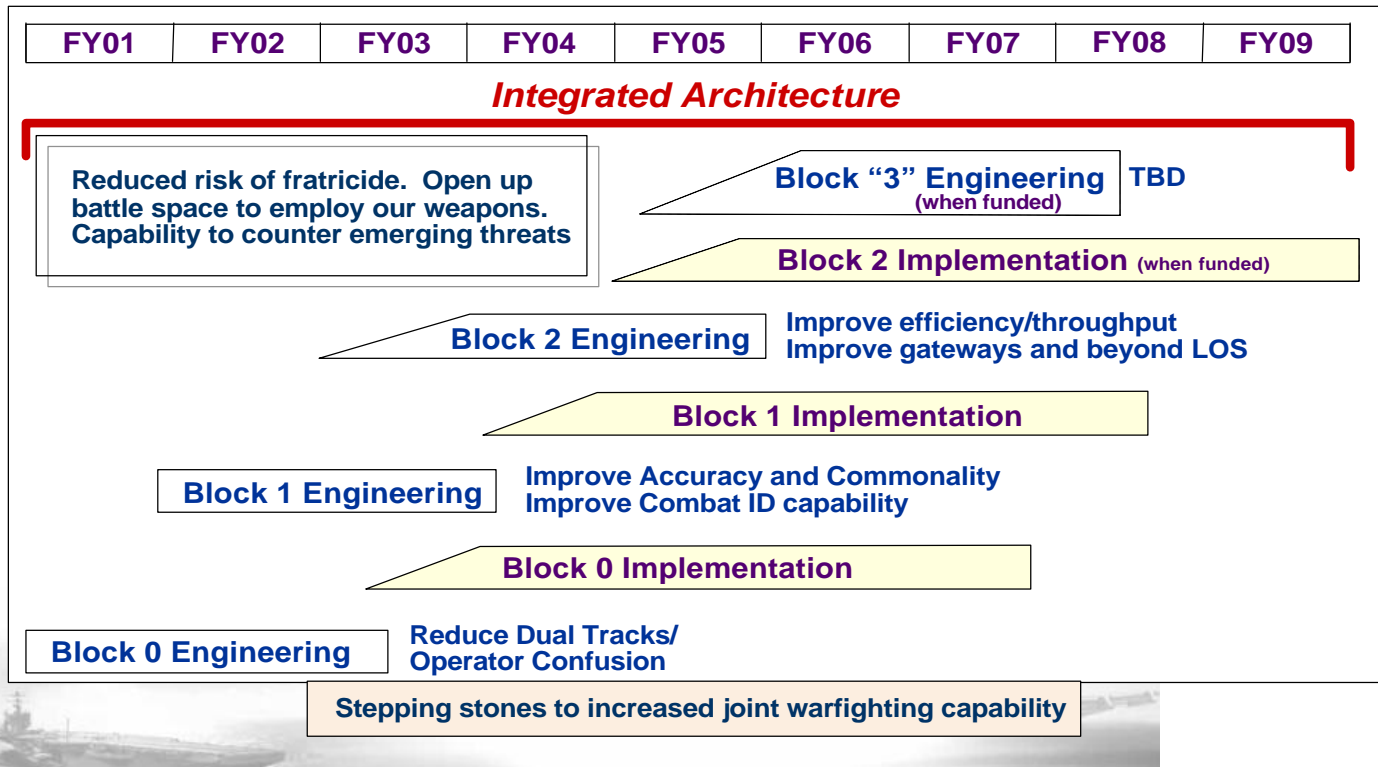 FY01 FY02 FY03 FY04 FY05 FY06 FY07 FY08 FY09
Integrated Architecture
Reduced risk of fratricide. Open up
battle space to employ our weapons.
Capability to counter emerging threats
Block “3” Engineering TBD
(when funded)
Block 2 Implementation (when funded)
Block 2 Engineering
Improve efficiency/throughput
Improve gateways and beyond LOS
Block 1 Implementation
Block 1 Engineering
Improve Accuracy and Commonality
Improve Combat ID capability
Block 0 Implementation
Block 0 Engineering
Reduce Dual Tracks/
Operator Confusion
Stepping stones to increased joint warfighting capability